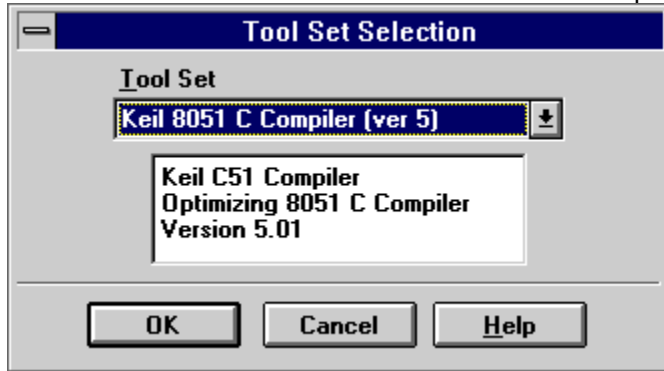 Tool Set Selection
Tool Set
Keil 8051 C Compiler (ver 5)
Keil C51 Compiler
Optimizing 8051 C Compiler
Version 5.01
OK Cancel Help